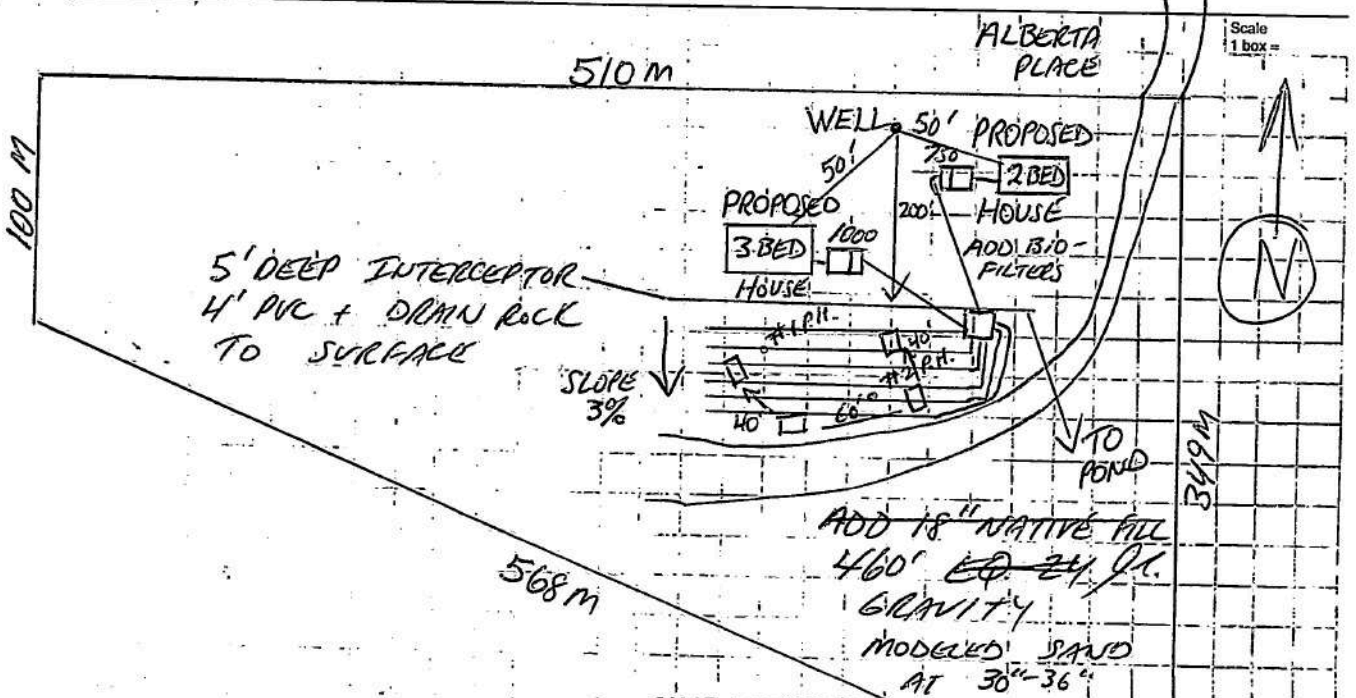 ALBERTA
PLACE
Scale
1 box =
510 M
100 M
WELL
50'
PROPOSED
2 BED
HOUSE
750
50'
200'
PROPOSED
3 BED
HOUSE
1000
ADD BIO-
FILTERS
N
5' DEEP INTERCEPTOR
4' PVC + DRAIN ROCK
TO SURFACE
SLOPE
3%
#1 P.H.
40'
#2 P.H.
40'
60'
TO
POND
349 M
568 M
ADD 18" NATIVE FILL
460'
GRAVITY
MODELED SAND
AT 30"-36"